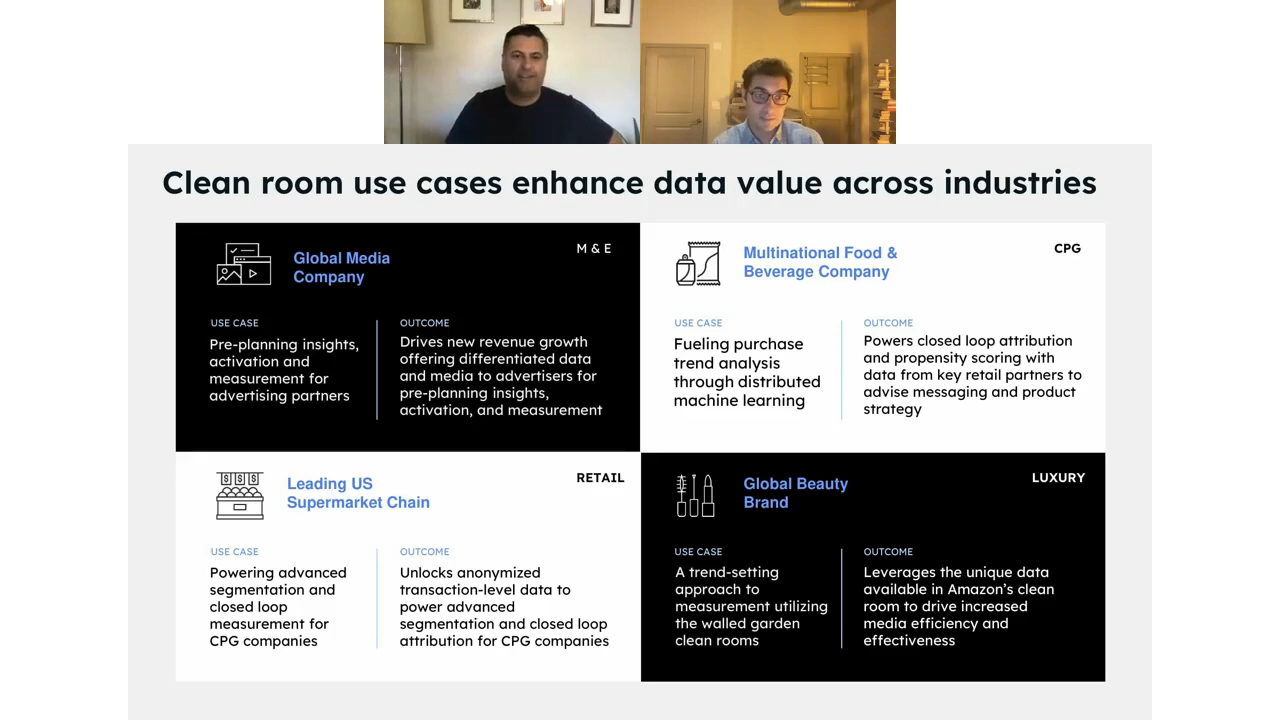 Clean room use cases enhance data value across industries
Global Media
Company
M & E
USE CASE
Pre-planning insights,
activation and
measurement for
advertising partners
OUTCOME
Drives new revenue growth
offering differentiated data
and media to advertisers for
pre-planning insights,
activation, and measurement
Multinational Food &
Beverage Company
CPG
USE CASE
Fueling purchase
trend analysis
through distributed
machine learning
OUTCOME
Powers closed loop attribution
and propensity scoring with
data from key retail partners to
advise messaging and product
strategy
Leading US
Supermarket Chain
RETAIL
USE CASE
Powering advanced
segmentation and
closed loop
measurement for
CPG companies
OUTCOME
Unlocks anonymized
transaction-level data to
power advanced
segmentation and closed loop
attribution for CPG companies
Global Beauty
Brand
LUXURY
USE CASE
A trend-setting
approach to
measurement utilizing
the walled garden
clean rooms
OUTCOME
Leverages the unique data
available in Amazon's clean
room to drive increased
media efficiency and
effectiveness